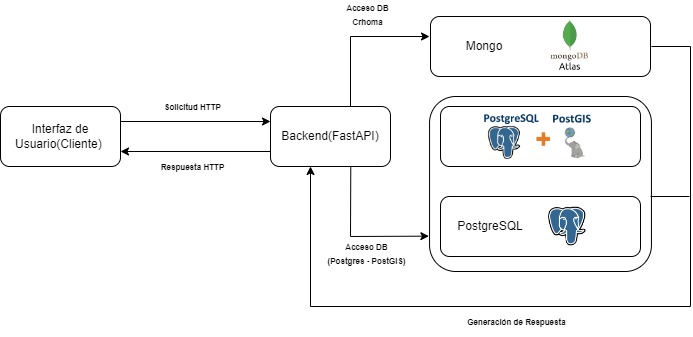 Acceso DB
Crhoma
Mongo
mongoDB
Atlas
Solicitud HTTP
Interfaz de
Usuario(Cliente)
Backend(FastAPI)
Respuesta HTTP
PostgreSQL
PostGIS
PostgreSQL
Acceso DB
(Postgres - PostGIS)
Generación de Respuesta